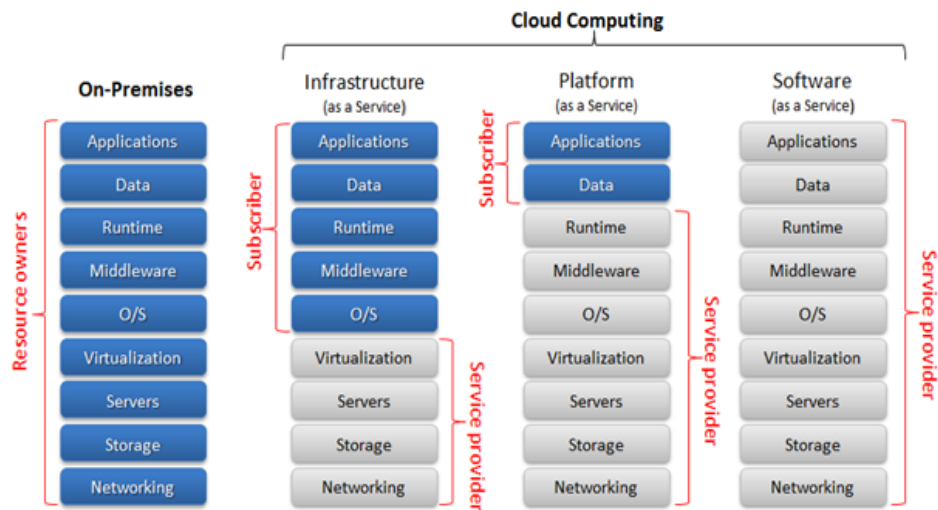 Cloud Computing
On-Premises
Infrastructure
(as a Service)
Platform
(as a Service)
Software
(as a Service)
Resource owners
Applications
Data
Runtime
Middleware
O/S
Virtualization
Servers
Storage
Networking
Subscriber
Applications
Data
Runtime
Middleware
O/S
Virtualization
Servers
Storage
Networking
Service provider
Subscriber
Applications
Data
Runtime
Middleware
O/S
Virtualization
Servers
Storage
Networking
Service provider
Applications
Data
Runtime
Middleware
O/S
Virtualization
Servers
Storage
Networking
Service provider